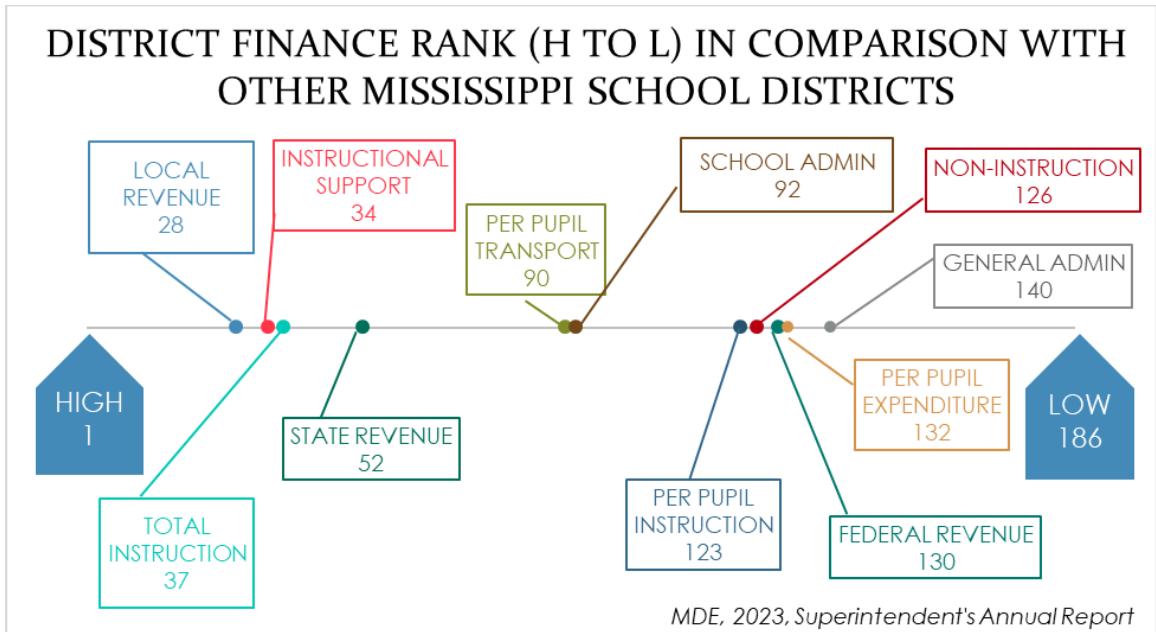 DISTRICT FINANCE RANK (H TO L) IN COMPARISON WITH
OTHER MISSISSIPPI SCHOOL DISTRICTS
LOCAL
REVENUE
28
INSTRUCTIONAL
SUPPORT
34
PER PUPIL
TRANSPORT
90
SCHOOL ADMIN
92
NON-INSTRUCTION
126
GENERAL ADMIN
140
HIGH
1
TOTAL
INSTRUCTION
37
STATE REVENUE
52
PER PUPIL
INSTRUCTION
123
FEDERAL REVENUE
130
PER PUPIL
EXPENDITURE
132
LOW
186
MDE, 2023, Superintendent's Annual Report